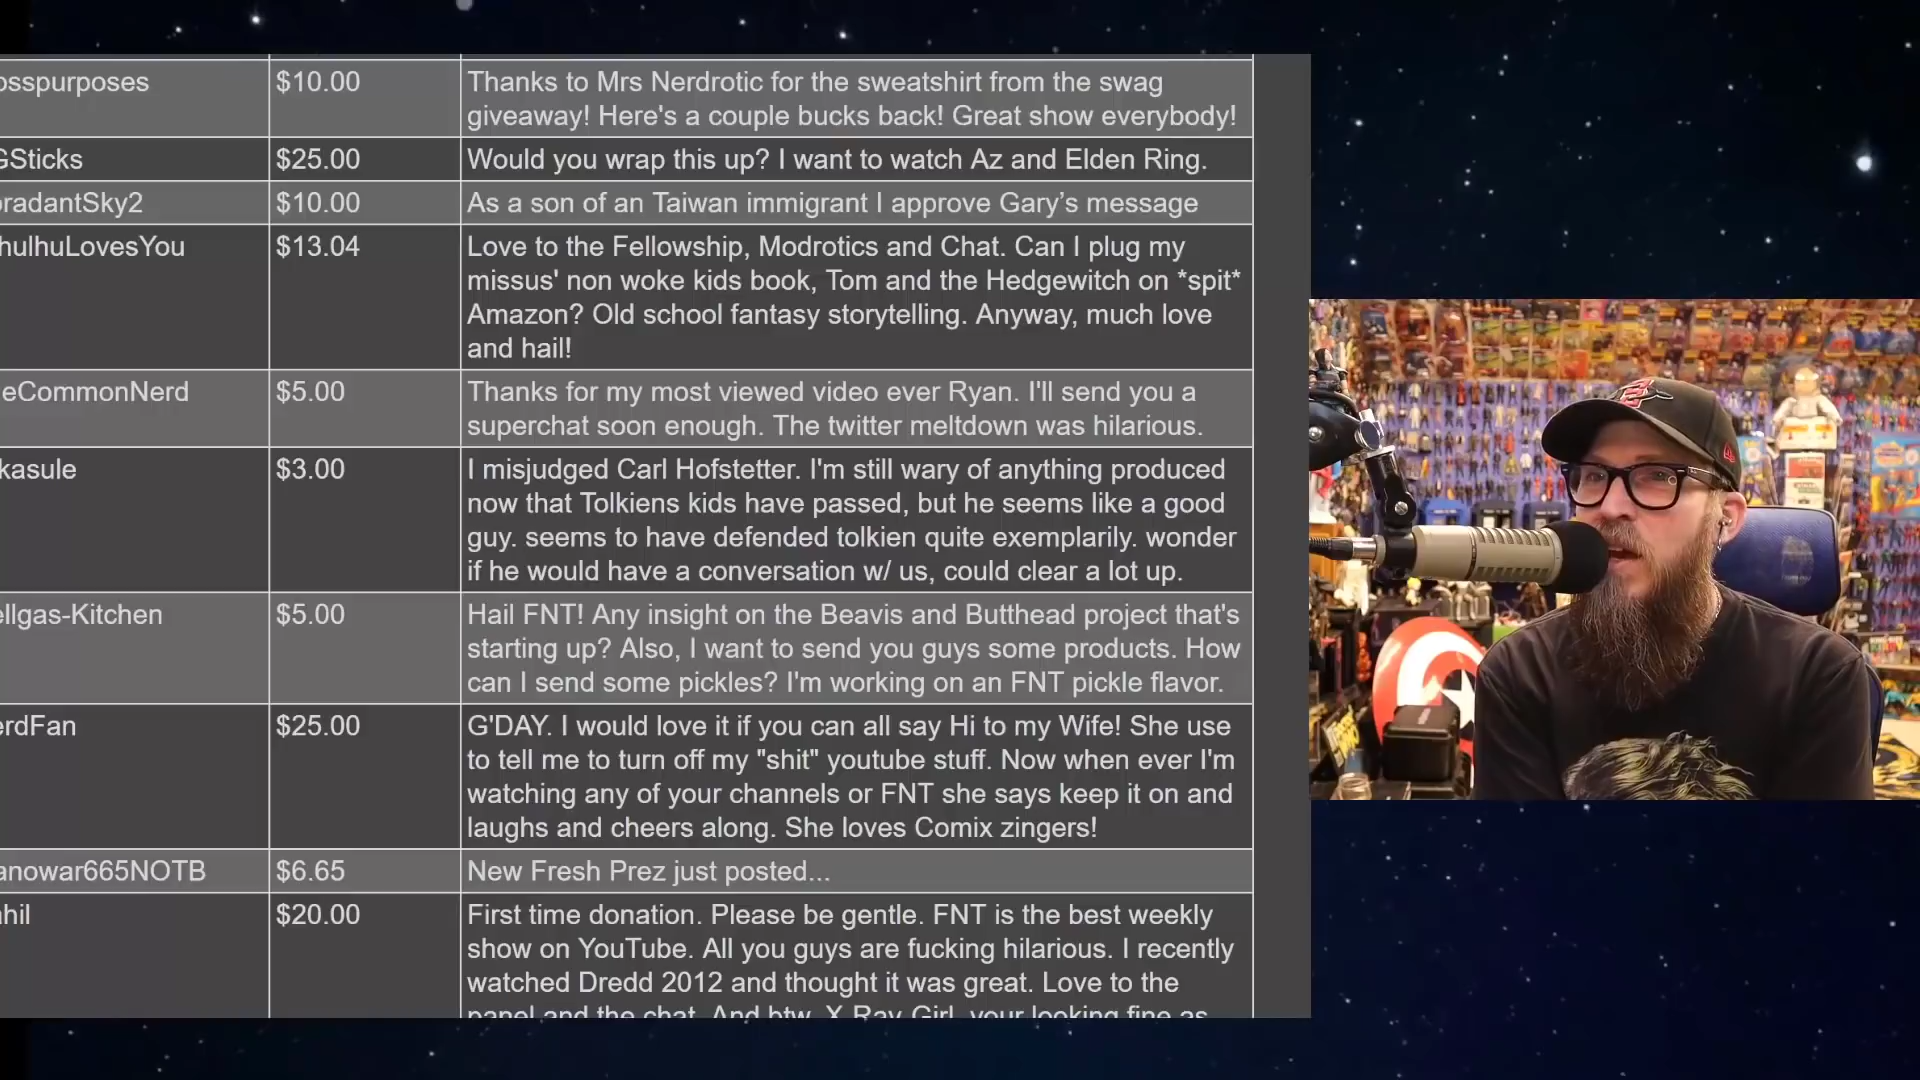 osspurposes $10.00 Thanks to Mrs Nerdrotic for the sweatshirt from the swag
giveaway! Here's a couple bucks back! Great show everybody!
GSticks $25.00 Would you wrap this up? I want to watch Az and Elden Ring.
oradantSky2 $10.00 As a son of an Taiwan immigrant I approve Gary’s message
hulhuLovesYou $13.04 Love to the Fellowship, Modrotics and Chat. Can I plug my
missus' non woke kids book, Tom and the Hedgewitch on *spit*
Amazon? Old school fantasy storytelling. Anyway, much love
and hail!
eCommonNerd $5.00 Thanks for my most viewed video ever Ryan. I'll send you a
superchat soon enough. The twitter meltdown was hilarious.
kasule $3.00 I misjudged Carl Hofstetter. I'm still wary of anything produced
now that Tolkiens kids have passed, but he seems like a good
guy. seems to have defended tolkien quite exemplarily. wonder
if he would have a conversation w/ us, could clear a lot up.
ellgas-Kitchen $5.00 Hail FNT! Any insight on the Beavis and Butthead project that's
starting up? Also, I want to send you guys some products. How
can I send some pickles? I'm working on an FNT pickle flavor.
erdFan $25.00 G'DAY. I would love it if you can all say Hi to my Wife! She use
to tell me to turn off my "shit" youtube stuff. Now when ever I'm
watching any of your channels or FNT she says keep it on and
laughs and cheers along. She loves Comix zingers!
anowar665NOTB $6.65 New Fresh Prez just posted...
hil $20.00 First time donation. Please be gentle. FNT is the best weekly
show on YouTube. All you guys are fucking hilarious. I recently
watched Dredd 2012 and thought it was great. Love to the
panel and the chat. And btw, X-Ray Girl, your looking fine as